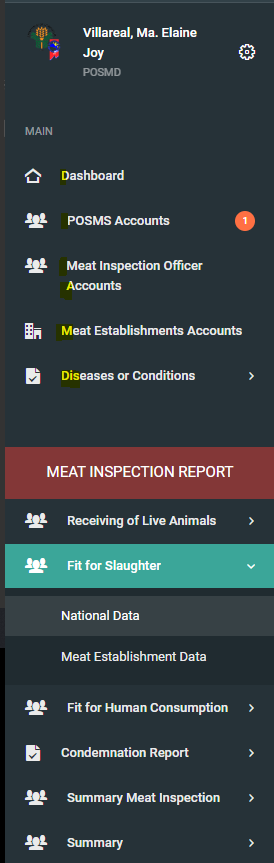 Villareal, Ma. Elaine
Joy
POSMD
MAIN
Dashboard
POSMS Accounts 1
Meat Inspection Officer
Accounts
Meat Establishments Accounts
Diseases or Conditions
MEAT INSPECTION REPORT
Receiving of Live Animals
Fit for Slaughter
National Data
Meat Establishment Data
Fit for Human Consumption
Condemnation Report
Summary Meat Inspection
Summary